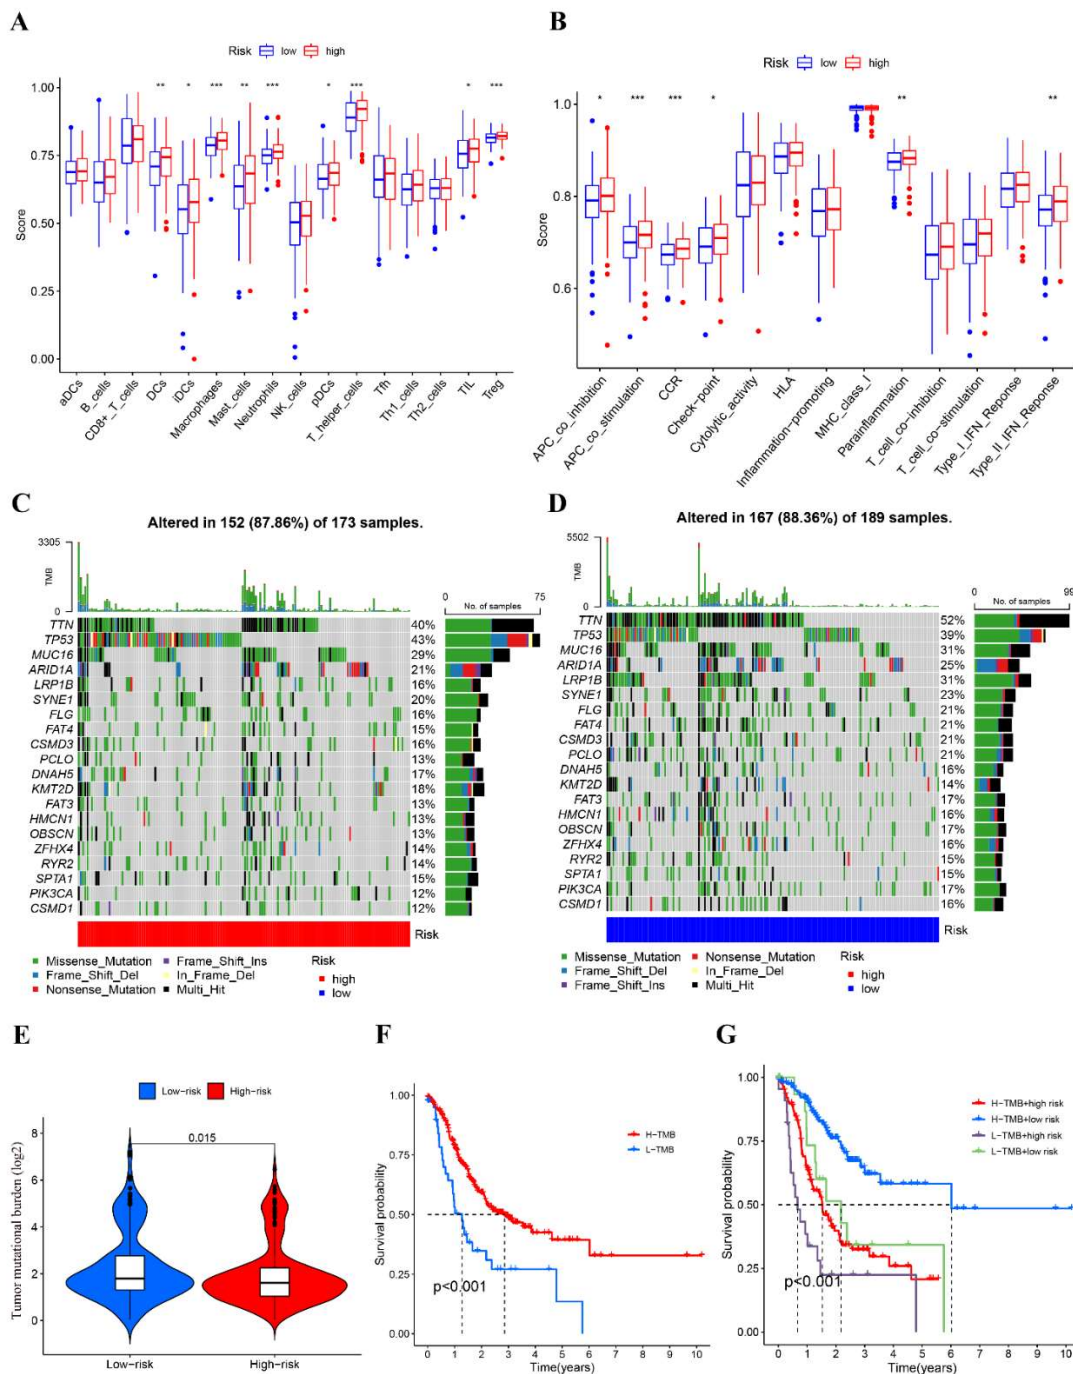 A
Risk low high
** * *** ** *** * *** * ***
1.00
0.75
0.50
0.25
0.00
Score
aDCs
B_cells
CD8+_T_cells
DCs
iDCs
Macrophages
Mast_cells
Neutrophils
NK_cells
pDCs
T_helper_cells
Tfh
Th1_cells
Th2_cells
TIL
Treg
B
Risk low high
* *** *** * ** **
1.0
0.8
0.6
Score
APC_co_inhibition
APC_co_stimulation
CCR
Check-point
Cytolytic_activity
HLA
Inflammation-promoting
MHC_class_I
Parainflammation
T_cell_co-inhibition
T_cell_co-stimulation
Type_I_IFN_Reponse
Type_II_IFN_Reponse
C
Altered in 152 (87.86%) of 173 samples.
3305
0
TMB
0 75
No. of samples
TTN 40%
TP53 43%
MUC16 29%
ARID1A 21%
LRP1B 16%
SYNE1 20%
FLG 16%
FAT4 15%
CSMD3 16%
PCLO 13%
DNAH5 17%
KMT2D 18%
FAT3 13%
HMCN1 13%
OBSCN 13%
ZFHX4 14%
RYR2 14%
SPTA1 15%
PIK3CA 12%
CSMD1 12%
Risk
Missense_Mutation Frame_Shift_Ins Risk
Frame_Shift_Del In_Frame_Del high
Nonsense_Mutation Multi_Hit low
D
Altered in 167 (88.36%) of 189 samples.
5502
0
TMB
0 99
No. of samples
TTN 52%
TP53 39%
MUC16 31%
ARID1A 25%
LRP1B 31%
SYNE1 23%
FLG 21%
FAT4 21%
CSMD3 21%
PCLO 21%
DNAH5 16%
KMT2D 14%
FAT3 17%
HMCN1 16%
OBSCN 17%
ZFHX4 16%
RYR2 15%
SPTA1 15%
PIK3CA 17%
CSMD1 16%
Risk
Missense_Mutation Nonsense_Mutation Risk
Frame_Shift_Del In_Frame_Del high
Frame_Shift_Ins Multi_Hit low
E
Low-risk High-risk
0.015
8
6
4
2
0
Tumor mutational burden (log2)
Low-risk High-risk
F
1.00
0.75
0.50
0.25
0.00
Survival probability
H-TMB
L-TMB
p<0.001
0 1 2 3 4 5 6 7 8 9 10
Time(years)
G
1.00
0.75
0.50
0.25
0.00
Survival probability
H-TMB+high risk
H-TMB+low risk
L-TMB+high risk
L-TMB+low risk
p<0.001
0 1 2 3 4 5 6 7 8 9 10
Time(years)